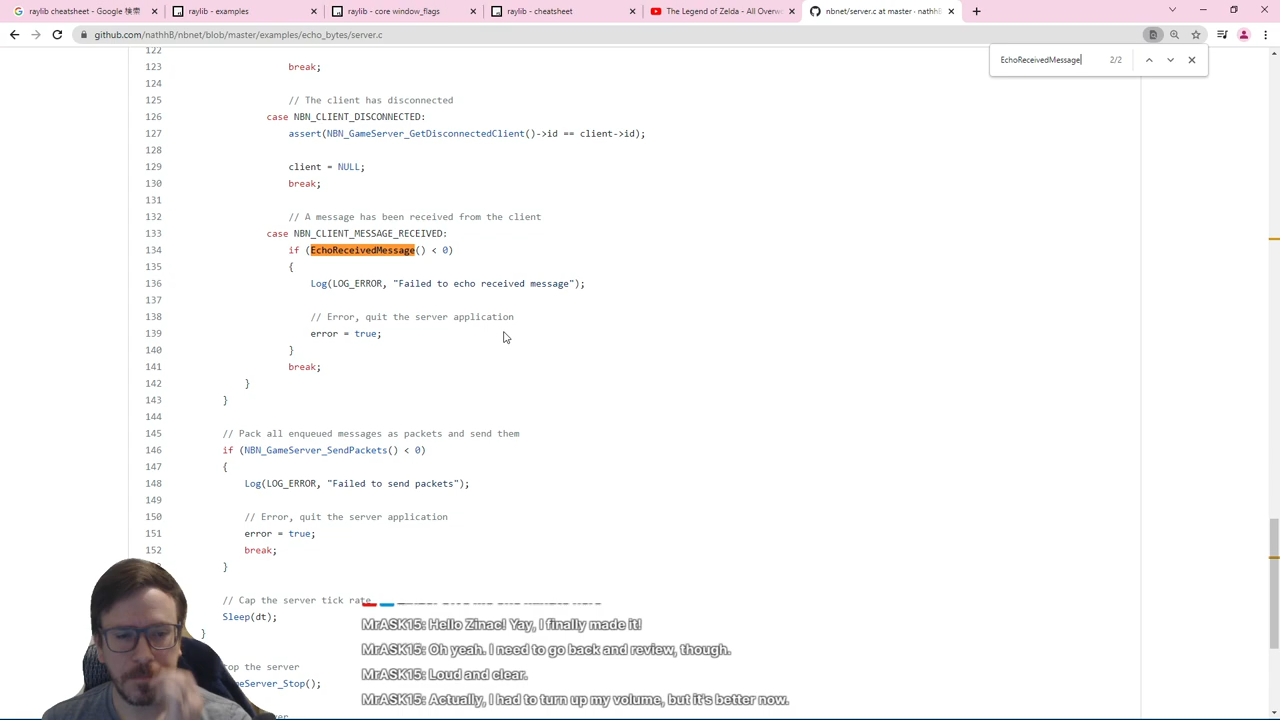 raylib cheatsheet - Google 検索
raylib - examples
raylib - core window_flags
raylib - cheatsheet
The Legend of Zelda - All Overwo
nbnet/server.c at master · nathhB
github.com/nathhB/nbnet/blob/master/examples/echo_bytes/server.c
EchoReceivedMessage 2/2
122
123 break;
124
125 // The client has disconnected
126 case NBN_CLIENT_DISCONNECTED:
127 assert(NBN_GameServer_GetDisconnectedClient()->id == client->id);
128
129 client = NULL;
130 break;
131
132 // A message has been received from the client
133 case NBN_CLIENT_MESSAGE_RECEIVED:
134 if (EchoReceivedMessage() < 0)
135 {
136 Log(LOG_ERROR, "Failed to echo received message");
137
138 // Error, quit the server application
139 error = true;
140 }
141 break;
142 }
143 }
144
145 // Pack all enqueued messages as packets and send them
146 if (NBN_GameServer_SendPackets() < 0)
147 {
148 Log(LOG_ERROR, "Failed to send packets");
149
150 // Error, quit the server application
151 error = true;
152 break;
}
// Cap the server tick rate
Sleep(dt);
}
top the server
meServer_Stop();
MrASK15: Hello Zinac! Yay, I finally made it!
MrASK15: Oh yeah. I need to go back and review, though.
MrASK15: Loud and clear.
MrASK15: Actually, I had to turn up my volume, but it's better now.